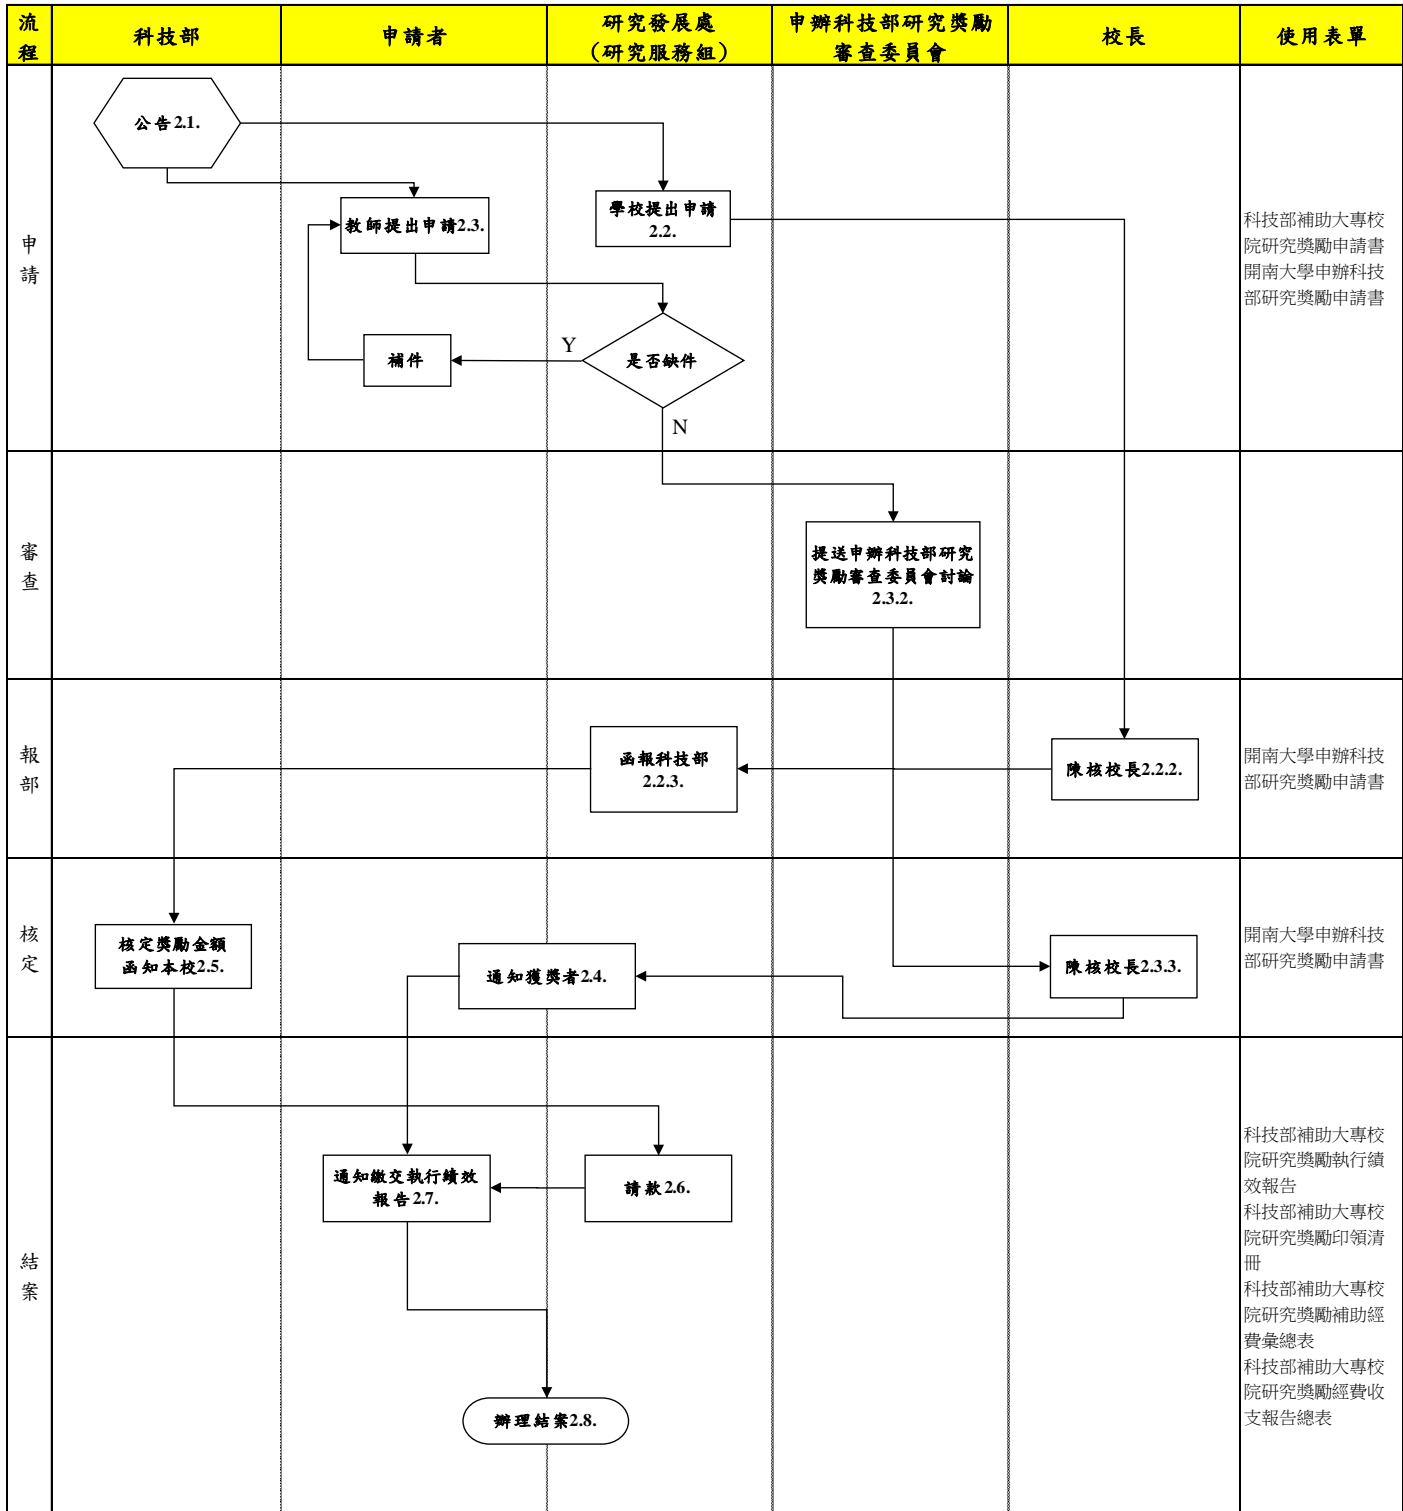 流程
科技部
申請者
研究發展處
(研究服務組)
申辦科技部研究獎勵
審查委員會
校長
使用表單
申請
公告2.1.
教師提出申請2.3.
學校提出申請
2.2.
補件
Y
是否缺件
N
科技部補助大專校
院研究獎勵申請書
開南大學申辦科技
部研究獎勵申請書
審查
提送申辦科技部研究
獎勵審查委員會討論
2.3.2.
報部
函報科技部
2.2.3.
陳核校長2.2.2.
開南大學申辦科技
部研究獎勵申請書
核定
核定獎勵金額
函知本校2.5.
通知獲獎者2.4.
陳核校長2.3.3.
開南大學申辦科技
部研究獎勵申請書
結案
通知繳交執行績效
報告2.7.
請款2.6.
辦理結案2.8.
科技部補助大專校
院研究獎勵執行績
效報告
科技部補助大專校
院研究獎勵印領清
冊
科技部補助大專校
院研究獎勵補助經
費彙總表
科技部補助大專校
院研究獎勵經費收
支報告總表